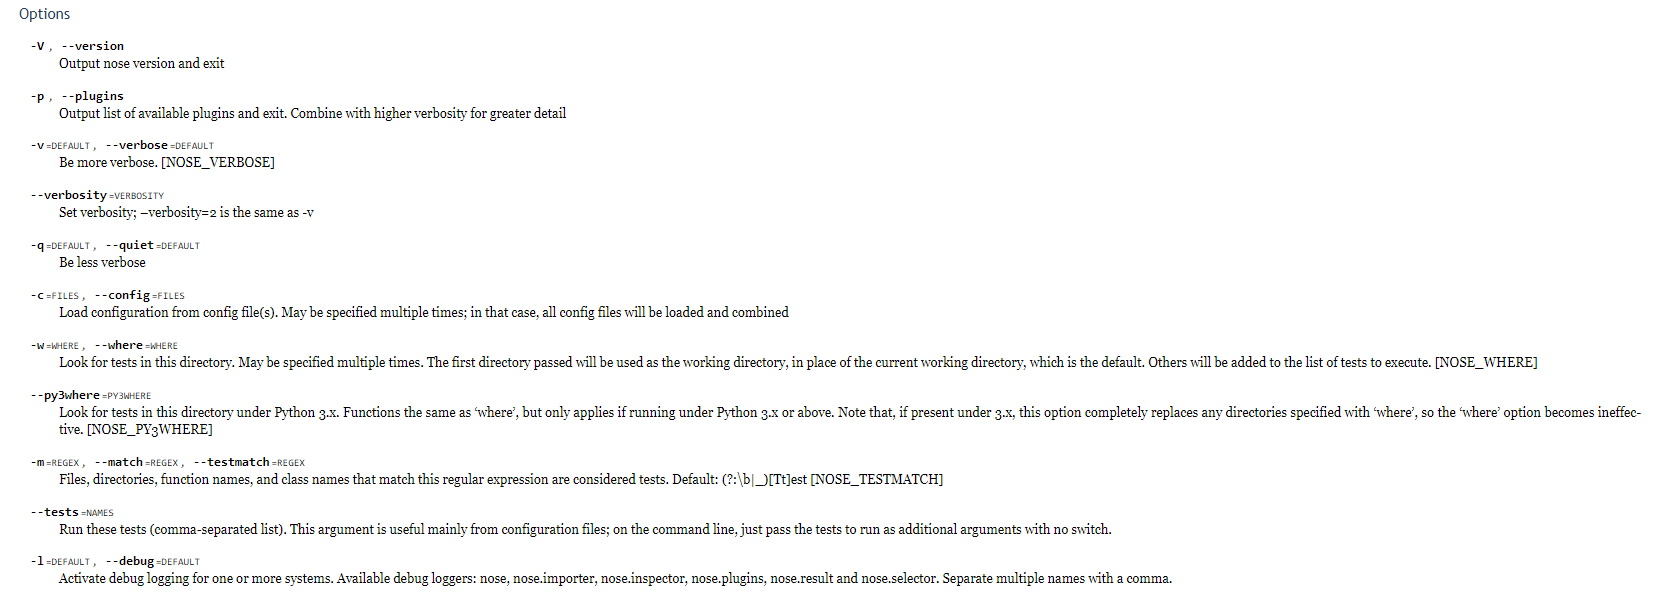 Options
-V , --version
Output nose version and exit
-p , --plugins
Output list of available plugins and exit. Combine with higher verbosity for greater detail
-v=DEFAULT , --verbose=DEFAULT
Be more verbose. [NOSE_VERBOSE]
--verbosity=VERBOSITY
Set verbosity; –verbosity=2 is the same as -v
-q=DEFAULT , --quiet=DEFAULT
Be less verbose
-c=FILES , --config=FILES
Load configuration from config file(s). May be specified multiple times; in that case, all config files will be loaded and combined
-w=WHERE , --where=WHERE
Look for tests in this directory. May be specified multiple times. The first directory passed will be used as the working directory, in place of the current working directory, which is the default. Others will be added to the list of tests to execute. [NOSE_WHERE]
--py3where=PY3WHERE
Look for tests in this directory under Python 3.x. Functions the same as ‘where’, but only applies if running under Python 3.x or above. Note that, if present under 3.x, this option completely replaces any directories specified with ‘where’, so the ‘where’ option becomes ineffec-
tive. [NOSE_PY3WHERE]
-m=REGEX , --match=REGEX , --testmatch=REGEX
Files, directories, function names, and class names that match this regular expression are considered tests. Default: (?:\b|_)[Tt]est [NOSE_TESTMATCH]
--tests=NAMES
Run these tests (comma-separated list). This argument is useful mainly from configuration files; on the command line, just pass the tests to run as additional arguments with no switch.
-l=DEFAULT , --debug=DEFAULT
Activate debug logging for one or more systems. Available debug loggers: nose, nose.importer, nose.inspector, nose.plugins, nose.result and nose.selector. Separate multiple names with a comma.